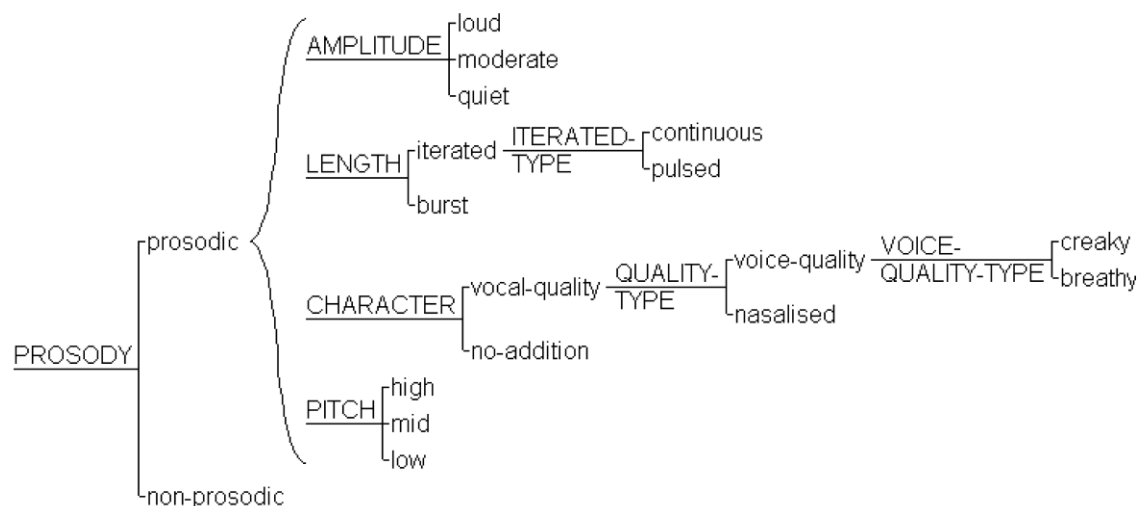 loud
AMPLITUDE
moderate
quiet
ITERATED-
TYPE
continuous
iterated
pulsed
LENGTH
burst
prosodic
VOICE-
QUALITY-TYPE
creaky
breathy
voice-quality
QUALITY-
TYPE
vocal-quality
nasalised
CHARACTER
no-addition
PROSODY
high
PITCH
mid
low
non-prosodic